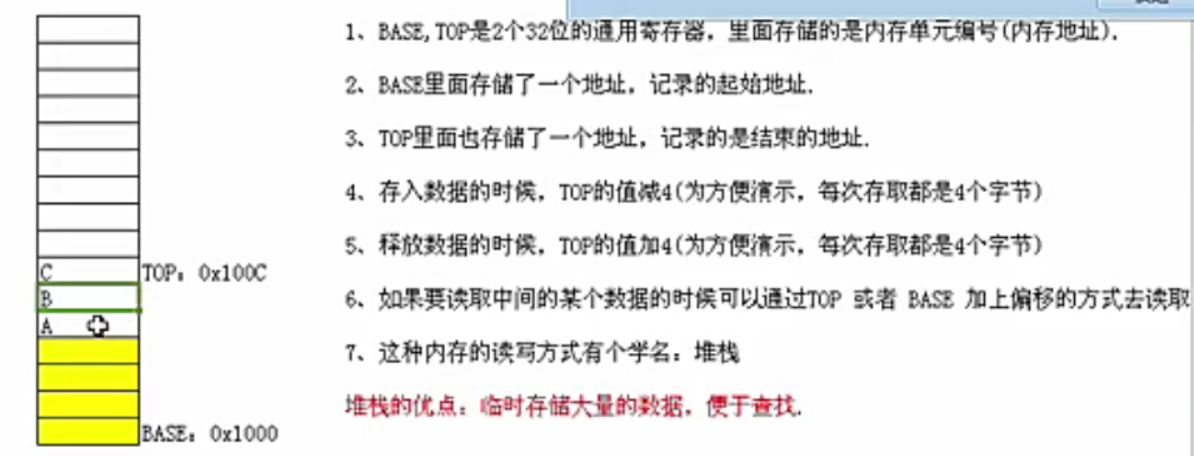 1、BASE,TOP是2个32位的通用寄存器，里面存储的是内存单元编号(内存地址).
2、BASE里面存储了一个地址，记录的起始地址.
3、TOP里面也存储了一个地址，记录的是结束的地址.
4、存入数据的时候，TOP的值减4(为方便演示，每次存取都是4个字节)
5、释放数据的时候，TOP的值加4(为方便演示，每次存取都是4个字节)
C TOP：0x100C
B
6、如果要读取中间的某个数据的时候可以通过TOP 或者 BASE 加上偏移的方式去读取
A
7、这种内存的读写方式有个学名：堆栈
堆栈的优点：临时存储大量的数据，便于查找.
BASE：0x1000